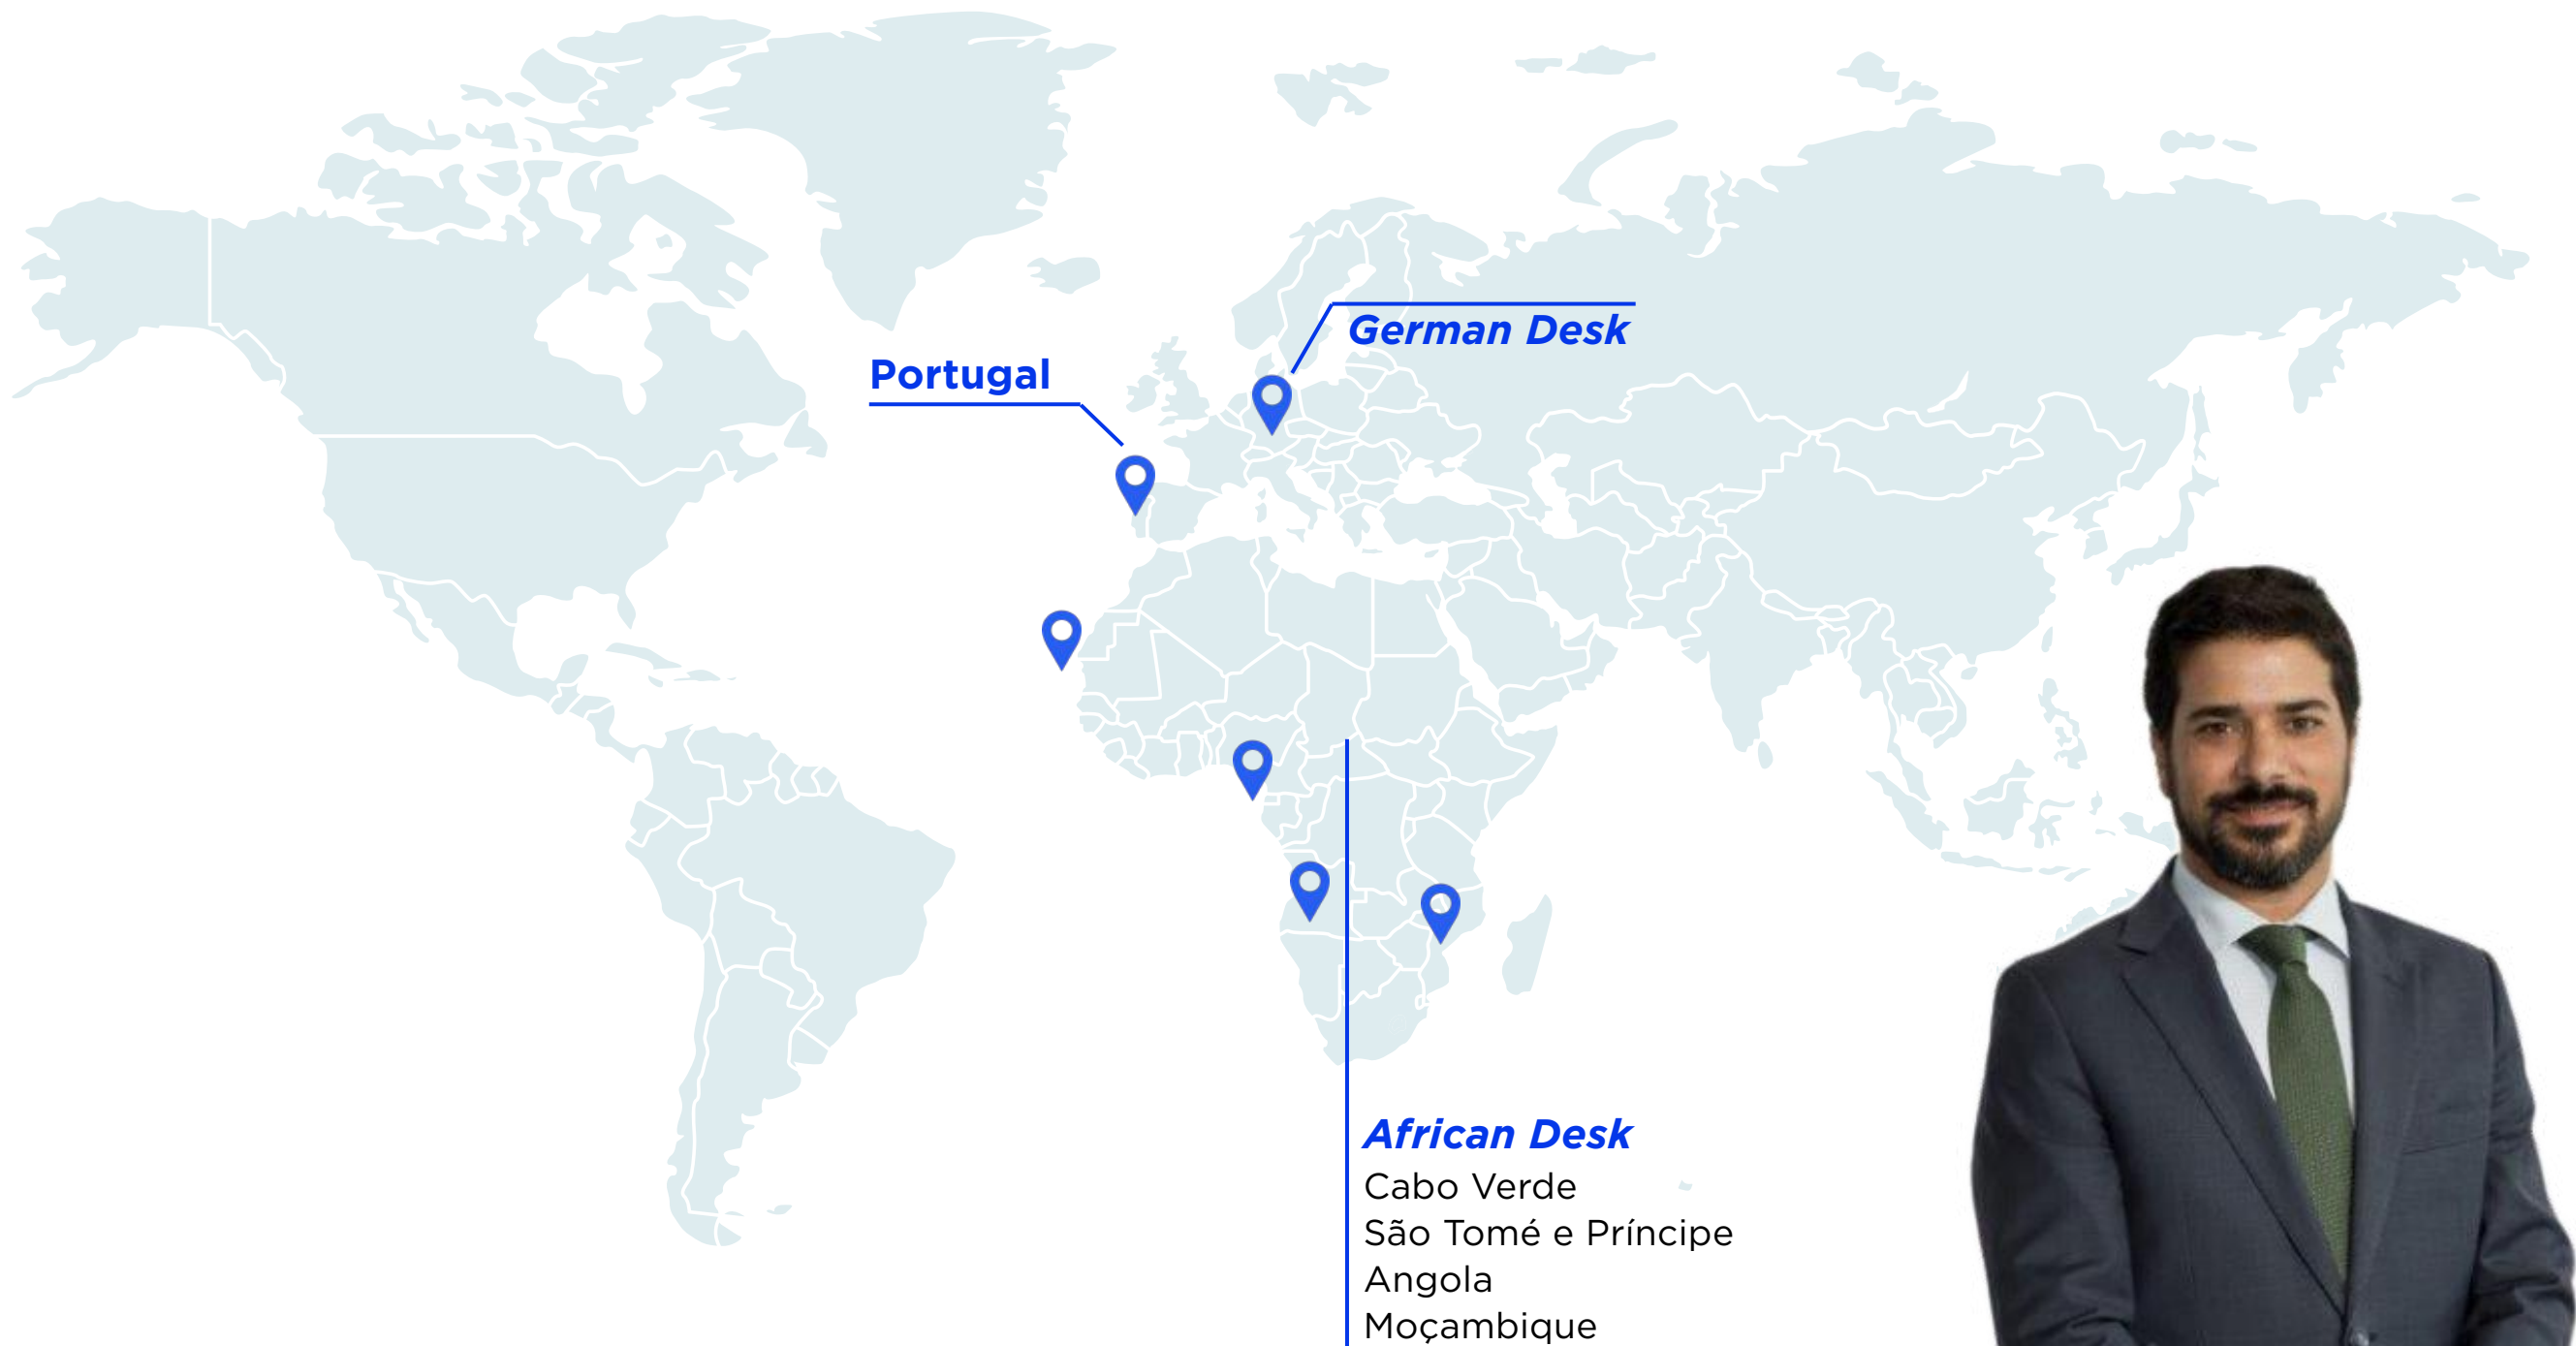 German Desk
Portugal
African Desk
Cabo Verde
São Tomé e Príncipe
Angola
Moçambique